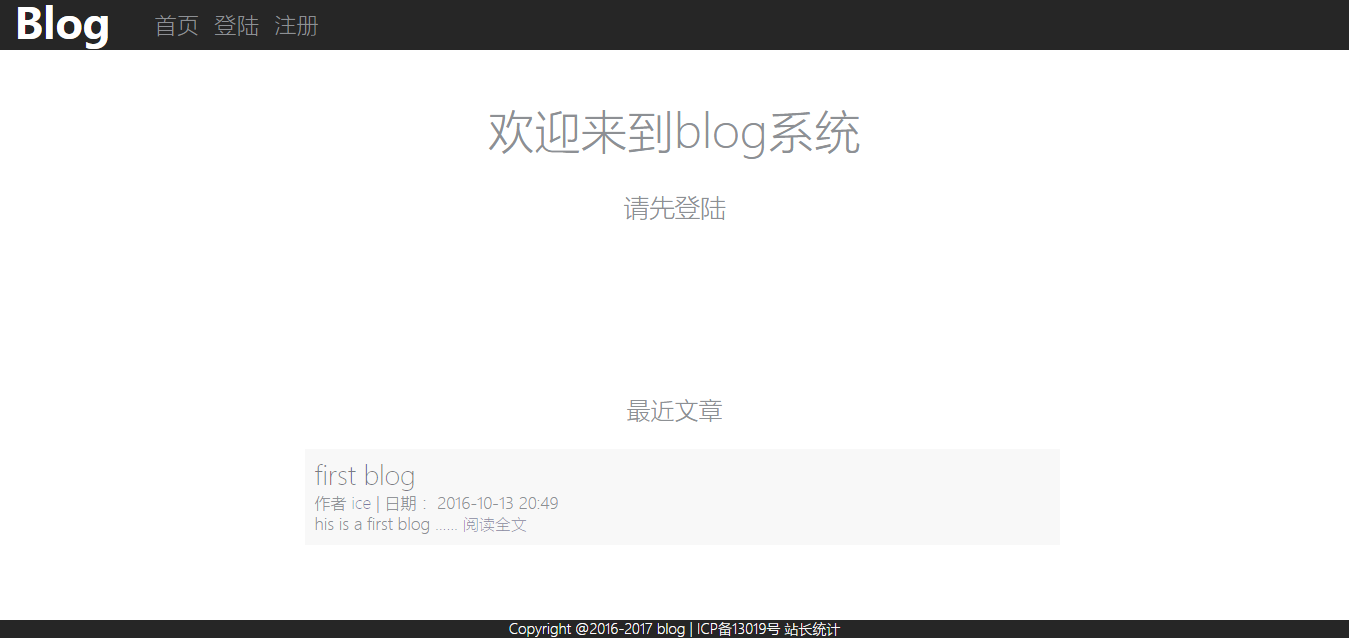 Blog 首页 登陆 注册
欢迎来到blog系统
请先登陆
最近文章
first blog
作者 ice | 日期： 2016-10-13 20:49
his is a first blog ...... 阅读全文
Copyright @2016-2017 blog | ICP备13019号 站长统计